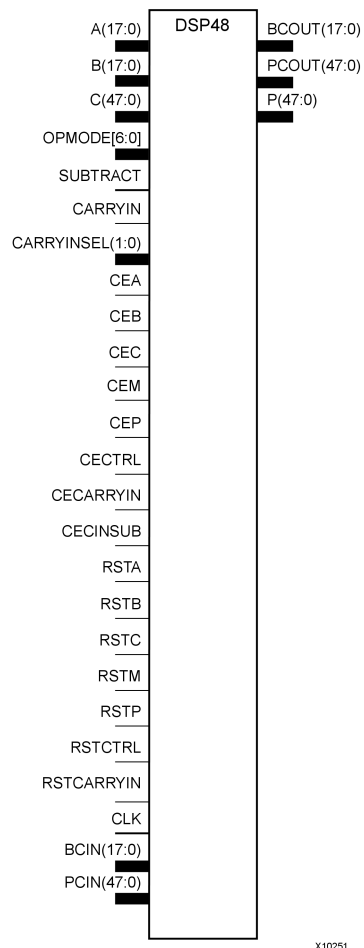 DSP48
A(17:0)
B(17:0)
C(47:0)
OPMODE[6:0]
SUBTRACT
CARRYIN
CARRYINSEL(1:0)
CEA
CEB
CEC
CEM
CEP
CECTRL
CECARRYIN
CECINSUB
RSTA
RSTB
RSTC
RSTM
RSTP
RSTCTRL
RSTCARRYIN
CLK
BCIN(17:0)
PCIN(47:0)
BCOUT(17:0)
PCOUT(47:0)
P(47:0)
X10251